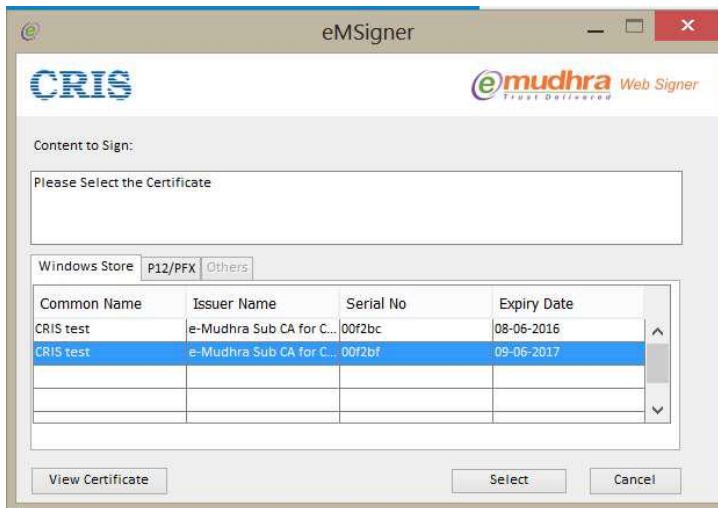 eMSigner
CRIS
emudhra Web Signer
Trust Delivered
Content to Sign:
Please Select the Certificate
Windows Store P12/PFX Others
Common Name Issuer Name Serial No Expiry Date
CRIS test e-Mudhra Sub CA for C... 00f2bc 08-06-2016
CRIS test e-Mudhra Sub CA for C... 00f2bf 09-06-2017
View Certificate Select Cancel